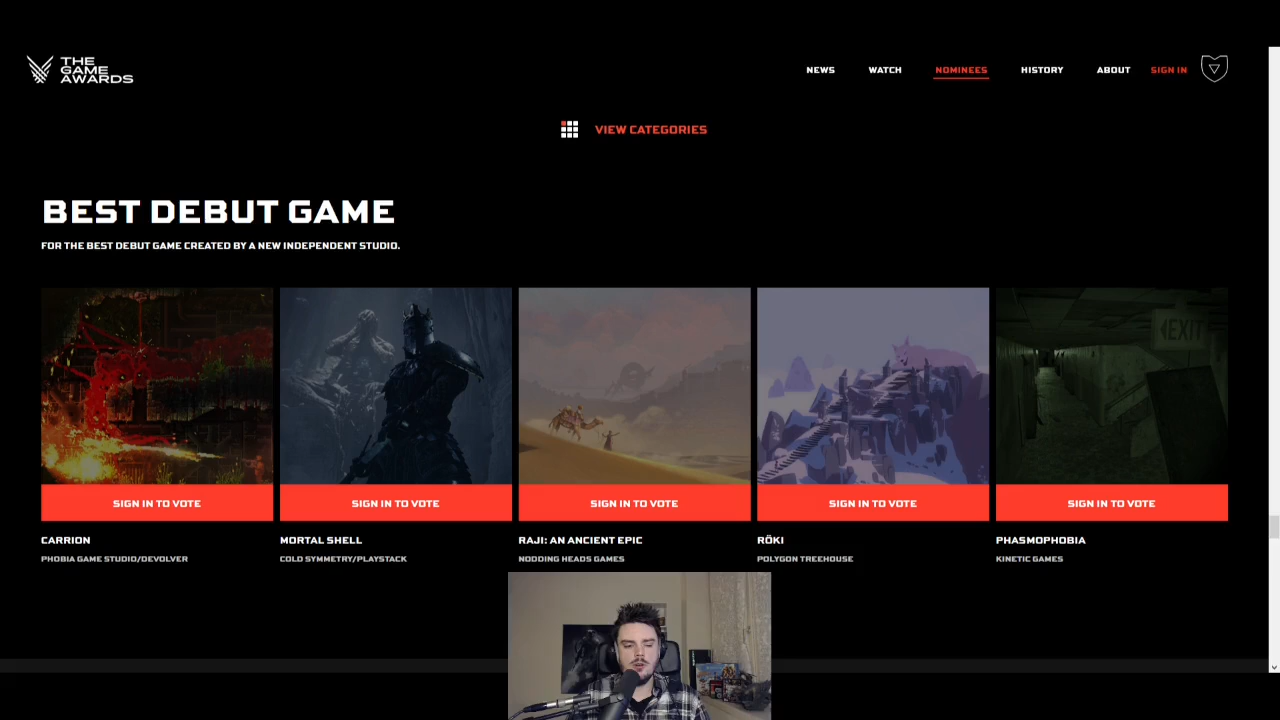 THE
GAME
AWARDS
NEWS
WATCH
NOMINEES
HISTORY
ABOUT
SIGN IN
VIEW CATEGORIES
BEST DEBUT GAME
FOR THE BEST DEBUT GAME CREATED BY A NEW INDEPENDENT STUDIO.
EXIT
SIGN IN TO VOTE
SIGN IN TO VOTE
SIGN IN TO VOTE
SIGN IN TO VOTE
SIGN IN TO VOTE
CARRION
PHOBIA GAME STUDIO/DEVOLVER
MORTAL SHELL
COLD SYMMETRY/PLAYSTACK
RAJI: AN ANCIENT EPIC
NODDING HEADS GAMES
RÖKI
POLYGON TREEHOUSE
PHASMOPHOBIA
KINETIC GAMES